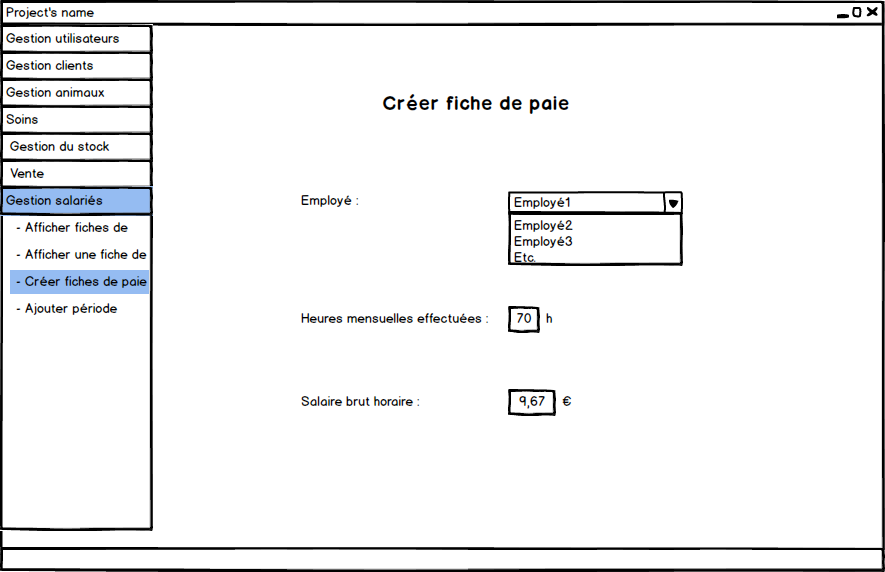 Project's name
Gestion utilisateurs
Gestion clients
Gestion animaux
Soins
Gestion du stock
Vente
Gestion salariés
- Afficher fiches de
- Afficher une fiche de
- Créer fiches de paie
- Ajouter période
Créer fiche de paie
Employé :
Employé1
Employé2
Employé3
Etc.
Heures mensuelles effectuées : 70 h
Salaire brut horaire : 9,67 €